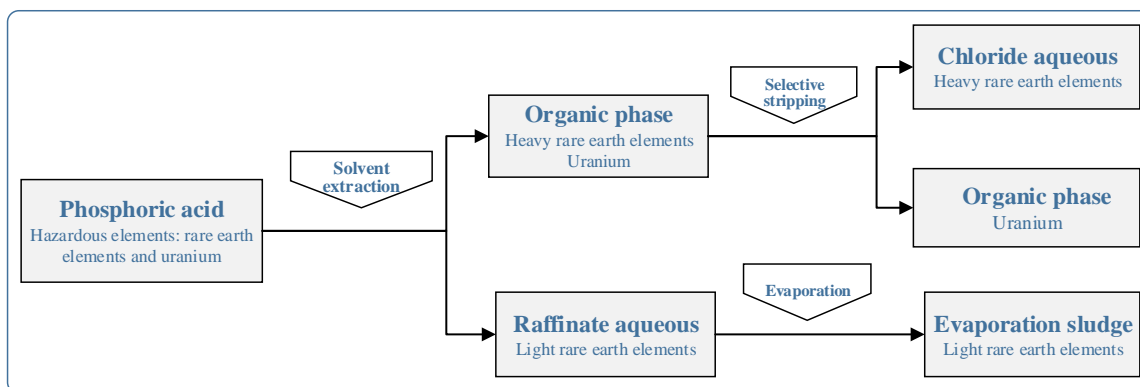 Phosphoric acid
Hazardous elements: rare earth
elements and uranium
Solvent
extraction
Organic phase
Heavy rare earth elements
Uranium
Selective
stripping
Chloride aqueous
Heavy rare earth elements
Organic phase
Uranium
Raffinate aqueous
Light rare earth elements
Evaporation
Evaporation sludge
Light rare earth elements